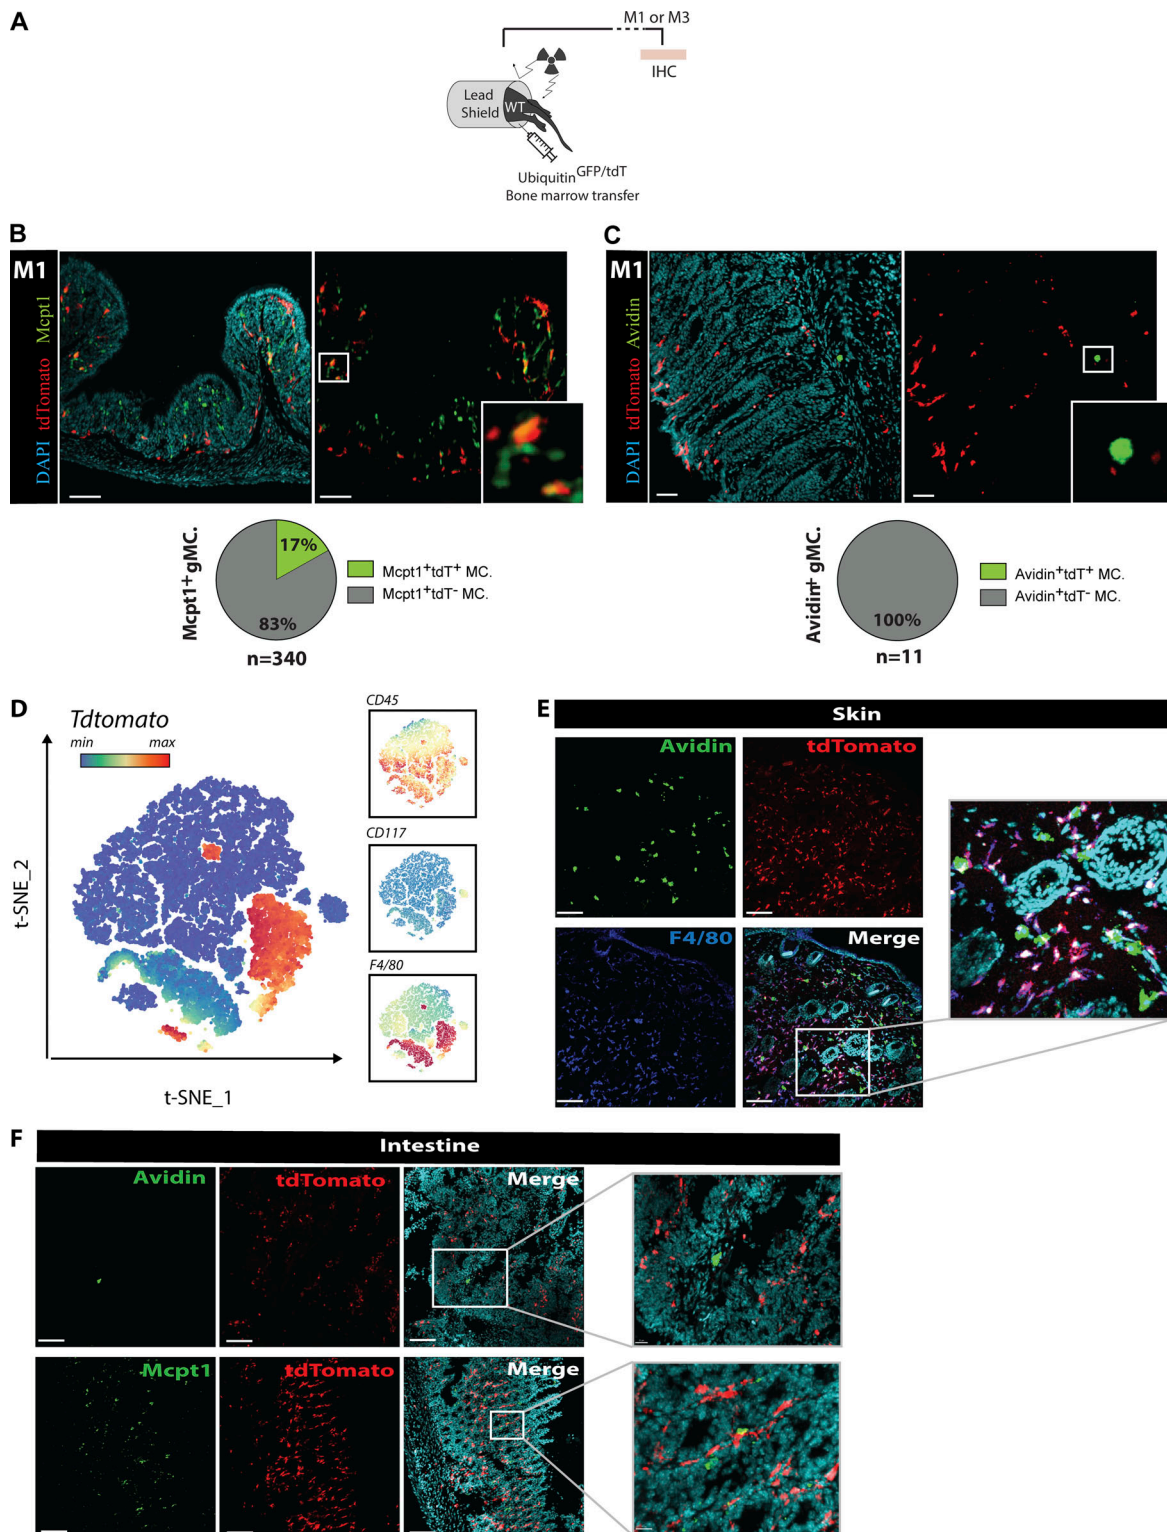 A
M1 or M3
IHC
Lead
Shield
WT
Ubiquitin GFP/tdT
Bone marrow transfer
B
M1
DAPI tdTomato Mcpt1
Mcpt1+ gMC.
17%
83%
n=340
Mcpt1+tdT+ MC.
Mcpt1+tdT- MC.
C
M1
DAPI tdTomato Avidin
Avidin+ gMC.
100%
n=11
Avidin+tdT+ MC.
Avidin+tdT- MC.
D
Tdtomato
min max
t-SNE_2
t-SNE_1
CD45
CD117
F4/80
E
Skin
Avidin
tdTomato
F4/80
Merge
F
Intestine
Avidin
tdTomato
Merge
Mcpt1
tdTomato
Merge